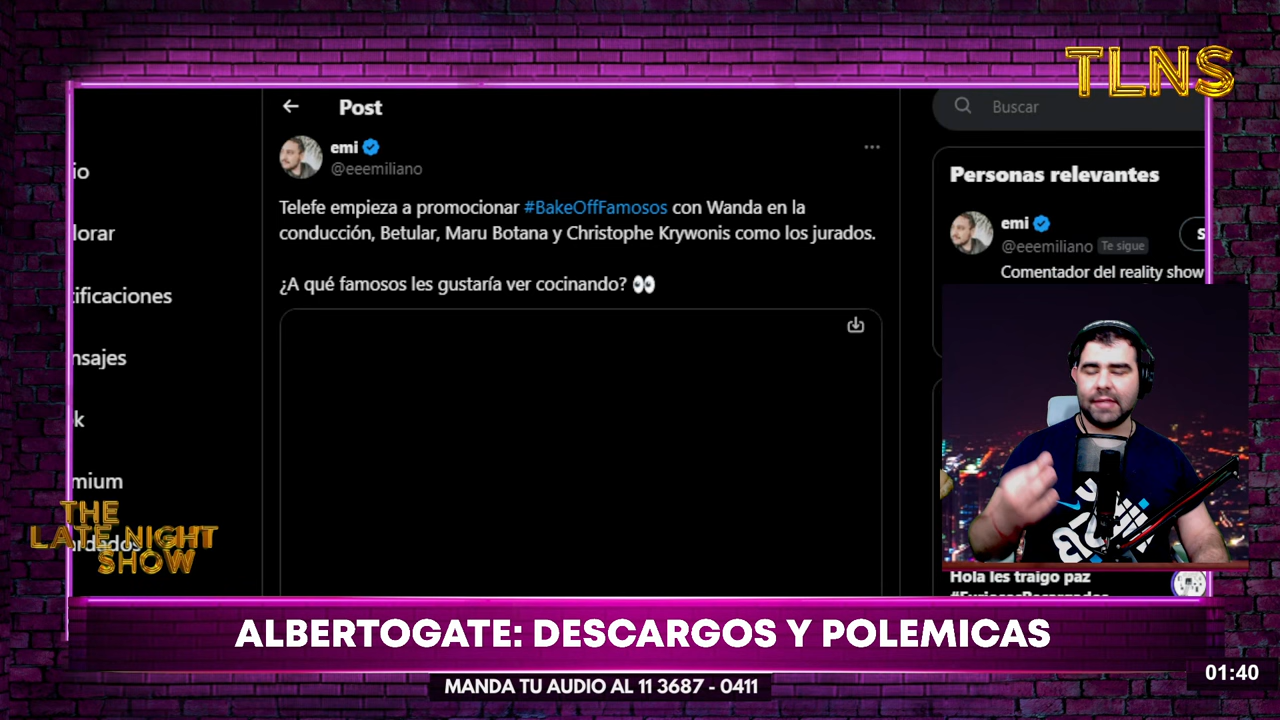 TLNS
Post
Buscar
emi
@eeemiliano
Telefe empieza a promocionar #BakeOffFamosos con Wanda en la
conducción, Betular, Maru Botana y Christophe Krywonis como los jurados.
¿A qué famosos les gustaría ver cocinando? 👀
io
lorar
tificaciones
nsajes
k
mium
ardados
Personas relevantes
emi
@eeemiliano Te sigue
S
Comentador del reality show
Hola les traigo paz
THE
LATE NIGHT
SHOW
ALBERTOGATE: DESCARGOS Y POLEMICAS
MANDA TU AUDIO AL 11 3687 - 0411
01:40